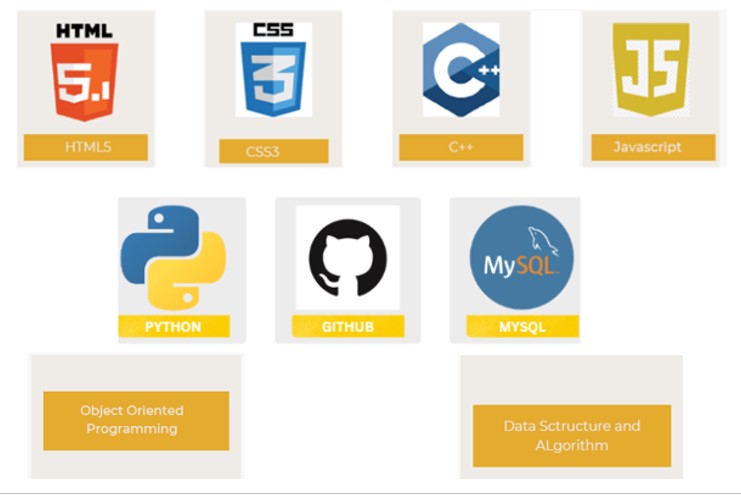 HTML
5.1
HTML5
CSS
3
CSS3
C++
C++
JS
Javascript
PYTHON
GITHUB
MySQL
MYSQL
Object Oriented
Programming
Data Sctructure and
ALgorithm